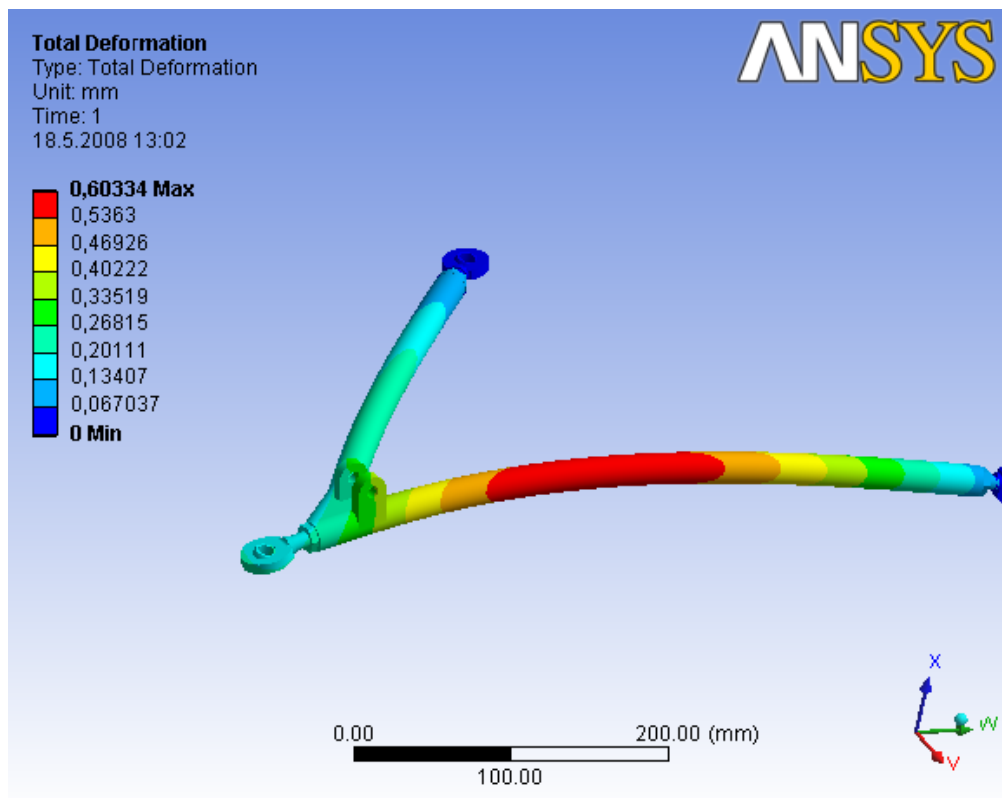 Total Deformation
Type: Total Deformation
Unit: mm
Time: 1
18.5.2008 13:02
ANSYS
0,60334 Max
0,5363
0,46926
0,40222
0,33519
0,26815
0,20111
0,13407
0,067037
0 Min
0.00 200.00 (mm)
100.00
X
W
V